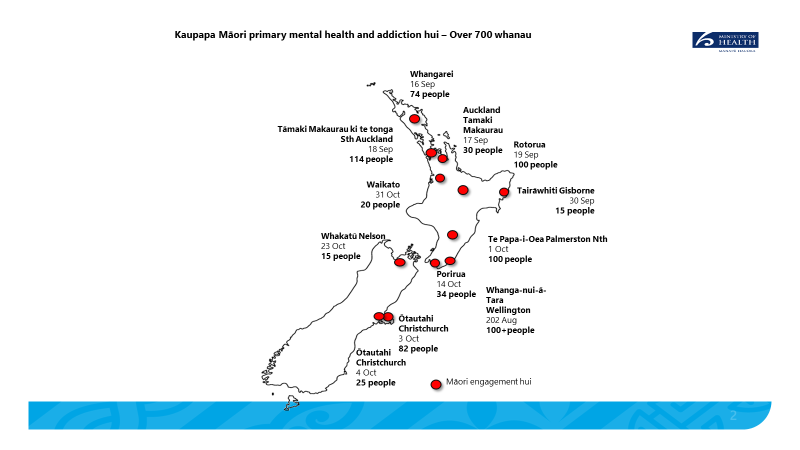 Kaupapa Māori primary mental health and addiction hui – Over 700 whanau
MINISTRY OF
HEALTH
MANATŪ HAUORA
Whangarei
16 Sep
74 people
Auckland
Tamaki
Makaurau
17 Sep
30 people
Tāmaki Makaurau ki te tonga
Sth Auckland
18 Sep
114 people
Rotorua
19 Sep
100 people
Waikato
31 Oct
20 people
Tairāwhiti Gisborne
30 Sep
15 people
Whakatū Nelson
23 Oct
15 people
Te Papa-i-Oea Palmerston Nth
1 Oct
100 people
Porirua
14 Oct
34 people
Whanga-nui-ā-
Tara
Wellington
202 Aug
100+people
Ōtautahi
Christchurch
3 Oct
82 people
Ōtautahi
Christchurch
4 Oct
25 people
Māori engagement hui
2